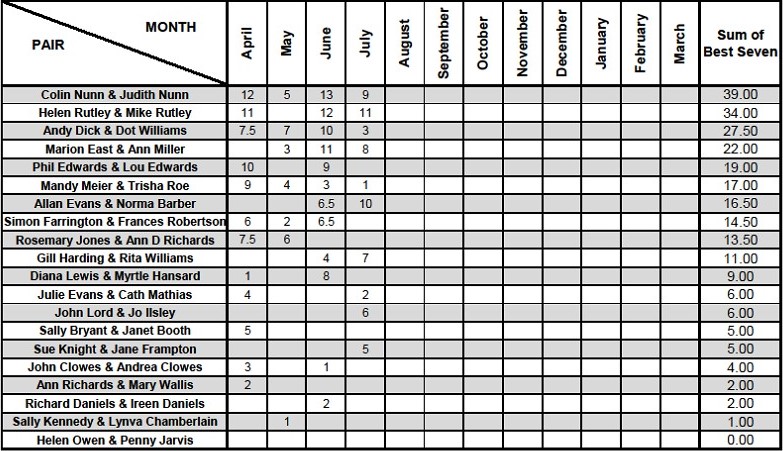 MONTH
PAIR
April May June July August September October November December January February March Sum of Best Seven
Colin Nunn & Judith Nunn 12 5 13 9 39.00
Helen Rutley & Mike Rutley 11 12 11 34.00
Andy Dick & Dot Williams 7.5 7 10 3 27.50
Marion East & Ann Miller 3 11 8 22.00
Phil Edwards & Lou Edwards 10 9 19.00
Mandy Meier & Trisha Roe 9 4 3 1 17.00
Allan Evans & Norma Barber 6.5 10 16.50
Simon Farrington & Frances Robertson 6 2 6.5 14.50
Rosemary Jones & Ann D Richards 7.5 6 13.50
Gill Harding & Rita Williams 4 7 11.00
Diana Lewis & Myrtle Hansard 1 8 9.00
Julie Evans & Cath Mathias 4 2 6.00
John Lord & Jo Ilsley 6 6.00
Sally Bryant & Janet Booth 5 5.00
Sue Knight & Jane Frampton 5 5.00
John Clowes & Andrea Clowes 3 1 4.00
Ann Richards & Mary Wallis 2 2.00
Richard Daniels & Ireen Daniels 2 2.00
Sally Kennedy & Lynva Chamberlain 1 1.00
Helen Owen & Penny Jarvis 0.00